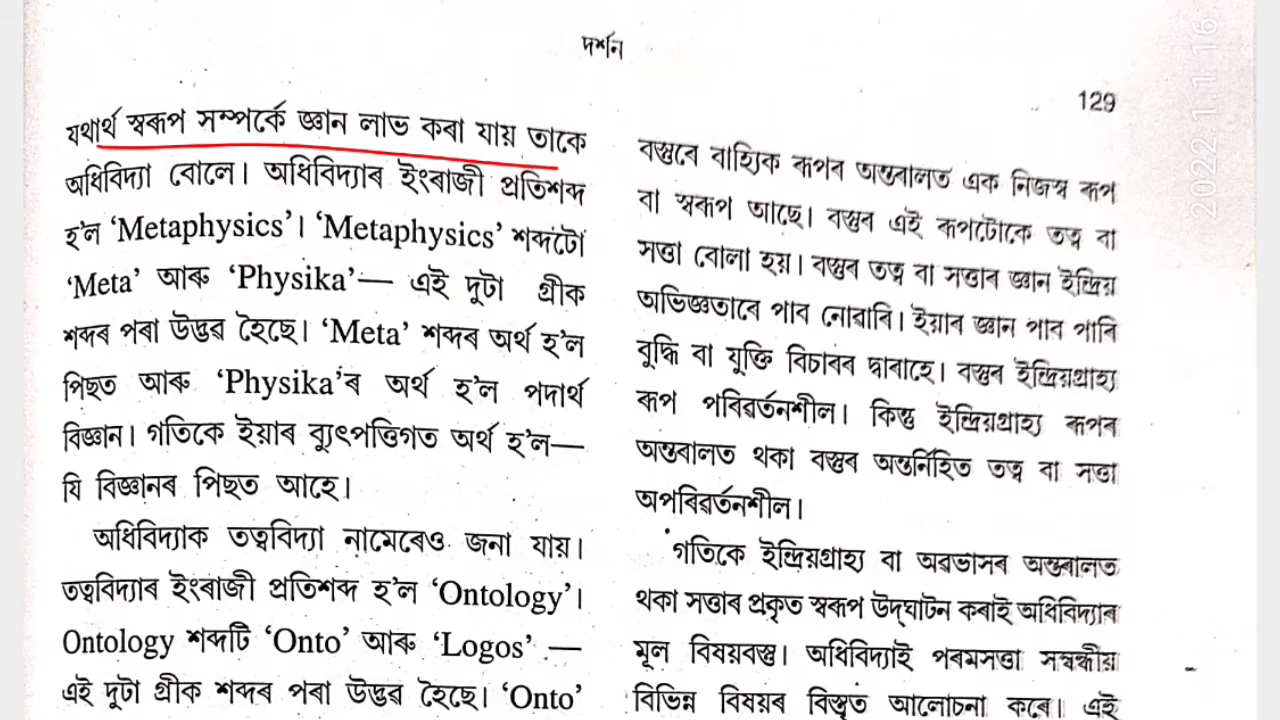 দৰ্শন
129
যথাৰ্থ স্বৰূপ সম্পৰ্কে জ্ঞান লাভ কৰা যায় তাকে
অধিবিদ্যা বোলে। অধিবিদ্যাৰ ইংৰাজী প্ৰতিশব্দ
হ'ল ‘Metaphysics’। ‘Metaphysics’ শব্দটো
‘Meta’ আৰু ‘Physika’— এই দুটা গ্ৰীক
শব্দৰ পৰা উদ্ভৱ হৈছে। ‘Meta’ শব্দৰ অৰ্থ হ'ল
পিছত আৰু ‘Physika’ৰ অৰ্থ হ'ল পদাৰ্থ
বিজ্ঞান। গতিকে ইয়াৰ ব্যুৎপত্তিগত অৰ্থ হ'ল—
যি বিজ্ঞানৰ পিছত আহে।
অধিবিদ্যাক তত্ববিদ্যা নামেৰেও জনা যায়।
তত্ববিদ্যাৰ ইংৰাজী প্ৰতিশব্দ হ'ল ‘Ontology’।
Ontology শব্দটি ‘Onto’ আৰু ‘Logos’ —
এই দুটা গ্ৰীক শব্দৰ পৰা উদ্ভৱ হৈছে। ‘Onto’
বস্তুৰে বাহ্যিক ৰূপৰ অন্তৰালত এক নিজস্ব ৰূপ
বা স্বৰূপ আছে। বস্তুৰ এই ৰূপটোকে তত্ব বা
সত্তা বোলা হয়। বস্তুৰ তত্ব বা সত্তাৰ জ্ঞান ইন্দ্ৰিয়
অভিজ্ঞতাৰে পাব নোৱাৰি। ইয়াৰ জ্ঞান পাব পাৰি
বুদ্ধি বা যুক্তি বিচাৰৰ দ্বাৰাহে। বস্তুৰ ইন্দ্ৰিয়গ্ৰাহ্য
ৰূপ পৰিৱৰ্তনশীল। কিন্তু ইন্দ্ৰিয়গ্ৰাহ্য ৰূপৰ
অন্তৰালত থকা বস্তুৰ অন্তৰ্নিহিত তত্ব বা সত্তা
অপৰিৱৰ্তনশীল।
গতিকে ইন্দ্ৰিয়গ্ৰাহ্য বা অৱভাসৰ অন্তৰালত
থকা সত্তাৰ প্ৰকৃত স্বৰূপ উদ্‌ঘাটন কৰাই অধিবিদ্যাৰ
মূল বিষয়বস্তু। অধিবিদ্যাই পৰমসত্তা সম্বন্ধীয়
বিভিন্ন বিষয়ৰ বিস্তৃত আলোচনা কৰে। এই
2022.1.1 16